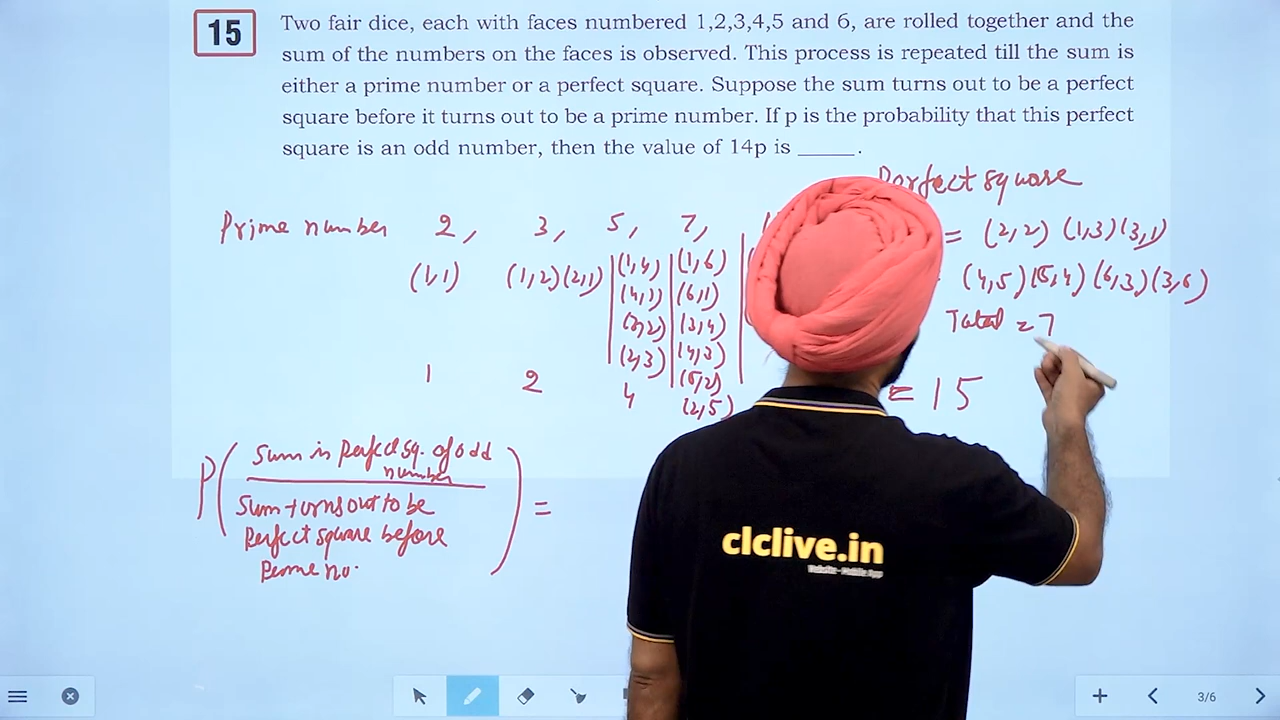 15
Two fair dice, each with faces numbered 1,2,3,4,5 and 6, are rolled together and the
sum of the numbers on the faces is observed. This process is repeated till the sum is
either a prime number or a perfect square. Suppose the sum turns out to be a perfect
square before it turns out to be a prime number. If p is the probability that this perfect
square is an odd number, then the value of 14p is _____.
Perfect square
Prime number 2, 3, 5, 7,
= (2,2) (1,3) (3,1)
(1,1) (1,2) (2,1) (1,4) (1,6)
(4,5) (5,4) (6,3) (3,6)
(4,1) (6,1)
(3,2) (3,4)
Total = 7
(2,3) (4,3)
1 2 4 (5,2)
(2,5)
= 15
P( Sum is Perfect sq. of odd
number
Sum turns out to be
Perfect square before
Prime no. ) =
clclive.in
3/6